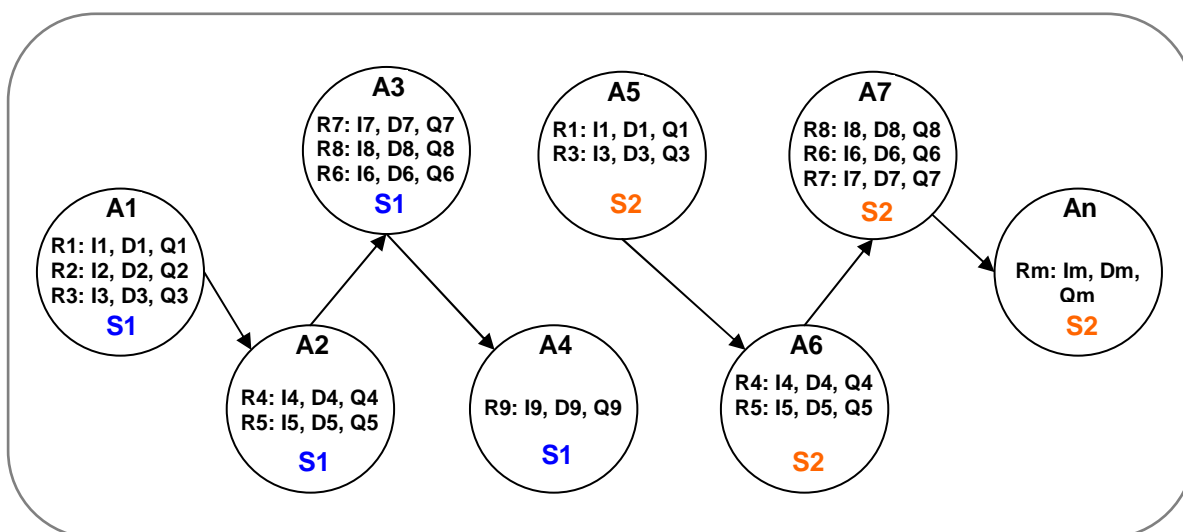 A3
R7: I7, D7, Q7
R8: I8, D8, Q8
R6: I6, D6, Q6
S1
A5
R1: I1, D1, Q1
R3: I3, D3, Q3
S2
A7
R8: I8, D8, Q8
R6: I6, D6, Q6
R7: I7, D7, Q7
S2
A1
R1: I1, D1, Q1
R2: I2, D2, Q2
R3: I3, D3, Q3
S1
An
Rm: Im, Dm,
Qm
S2
A2
R4: I4, D4, Q4
R5: I5, D5, Q5
S1
A4
R9: I9, D9, Q9
S1
A6
R4: I4, D4, Q4
R5: I5, D5, Q5
S2